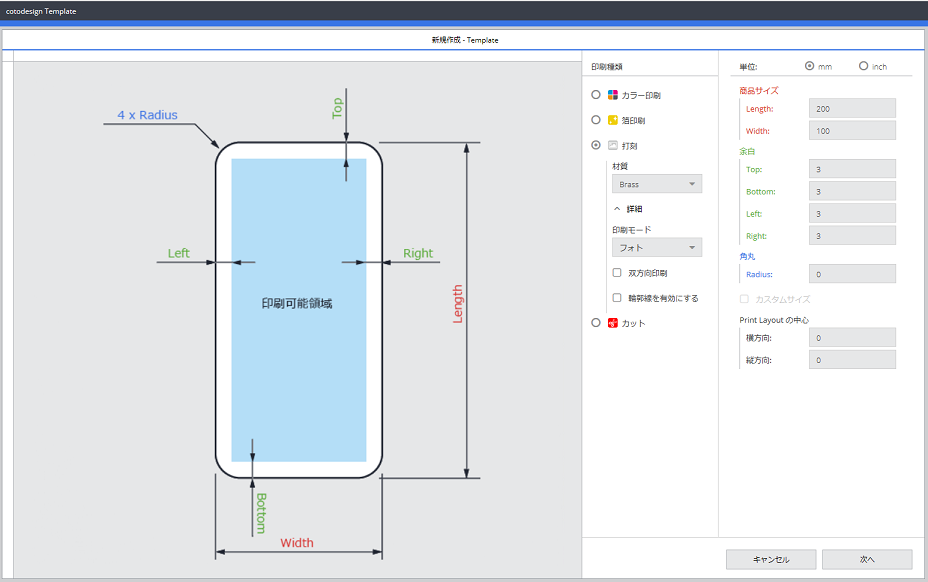 cotodesign Template
新規作成 - Template
4 x Radius
Top
Left
Right
印刷可能領域
Length
Bottom
Width
印刷種類
カラー印刷
箔印刷
打刻
材質
Brass
詳細
印刷モード
フォト
双方向印刷
輪郭線を有効にする
カット
単位: mm inch
商品サイズ
Length: 200
Width: 100
余白
Top: 3
Bottom: 3
Left: 3
Right: 3
角丸
Radius: 0
カスタムサイズ
Print Layout の中心
横方向: 0
縦方向: 0
キャンセル 次へ